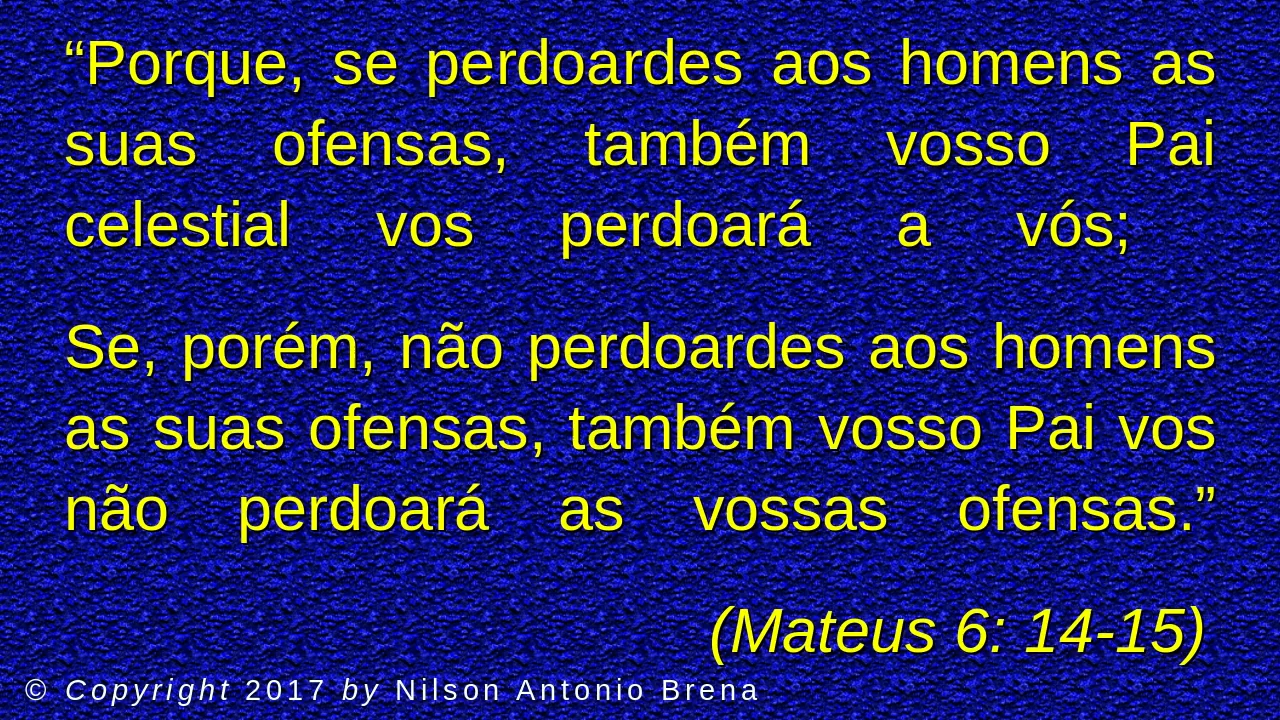 “Porque, se perdoardes aos homens as
suas ofensas, também vosso Pai
celestial vos perdoará a vós;
Se, porém, não perdoardes aos homens
as suas ofensas, também vosso Pai vos
não perdoará as vossas ofensas.”
(Mateus 6: 14-15)
© Copyright 2017 by Nilson Antonio Brena